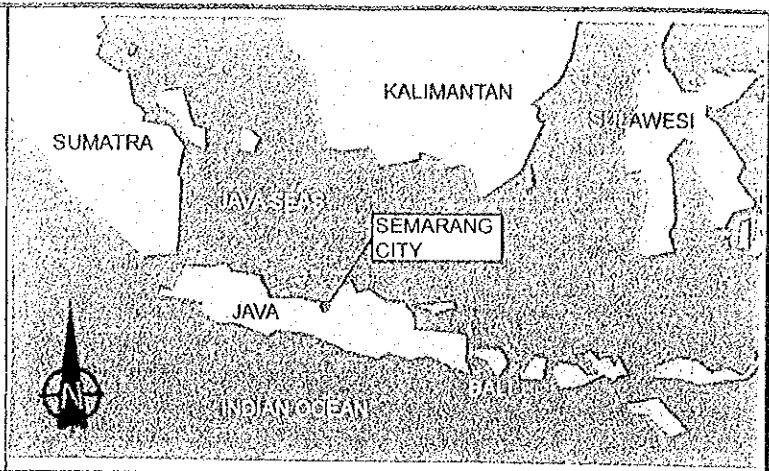 KALIMANTAN
SULAWESI
SUMATRA
JAVA SEAS
SEMARANG
CITY
JAVA
BALI
INDIAN OCEAN
N